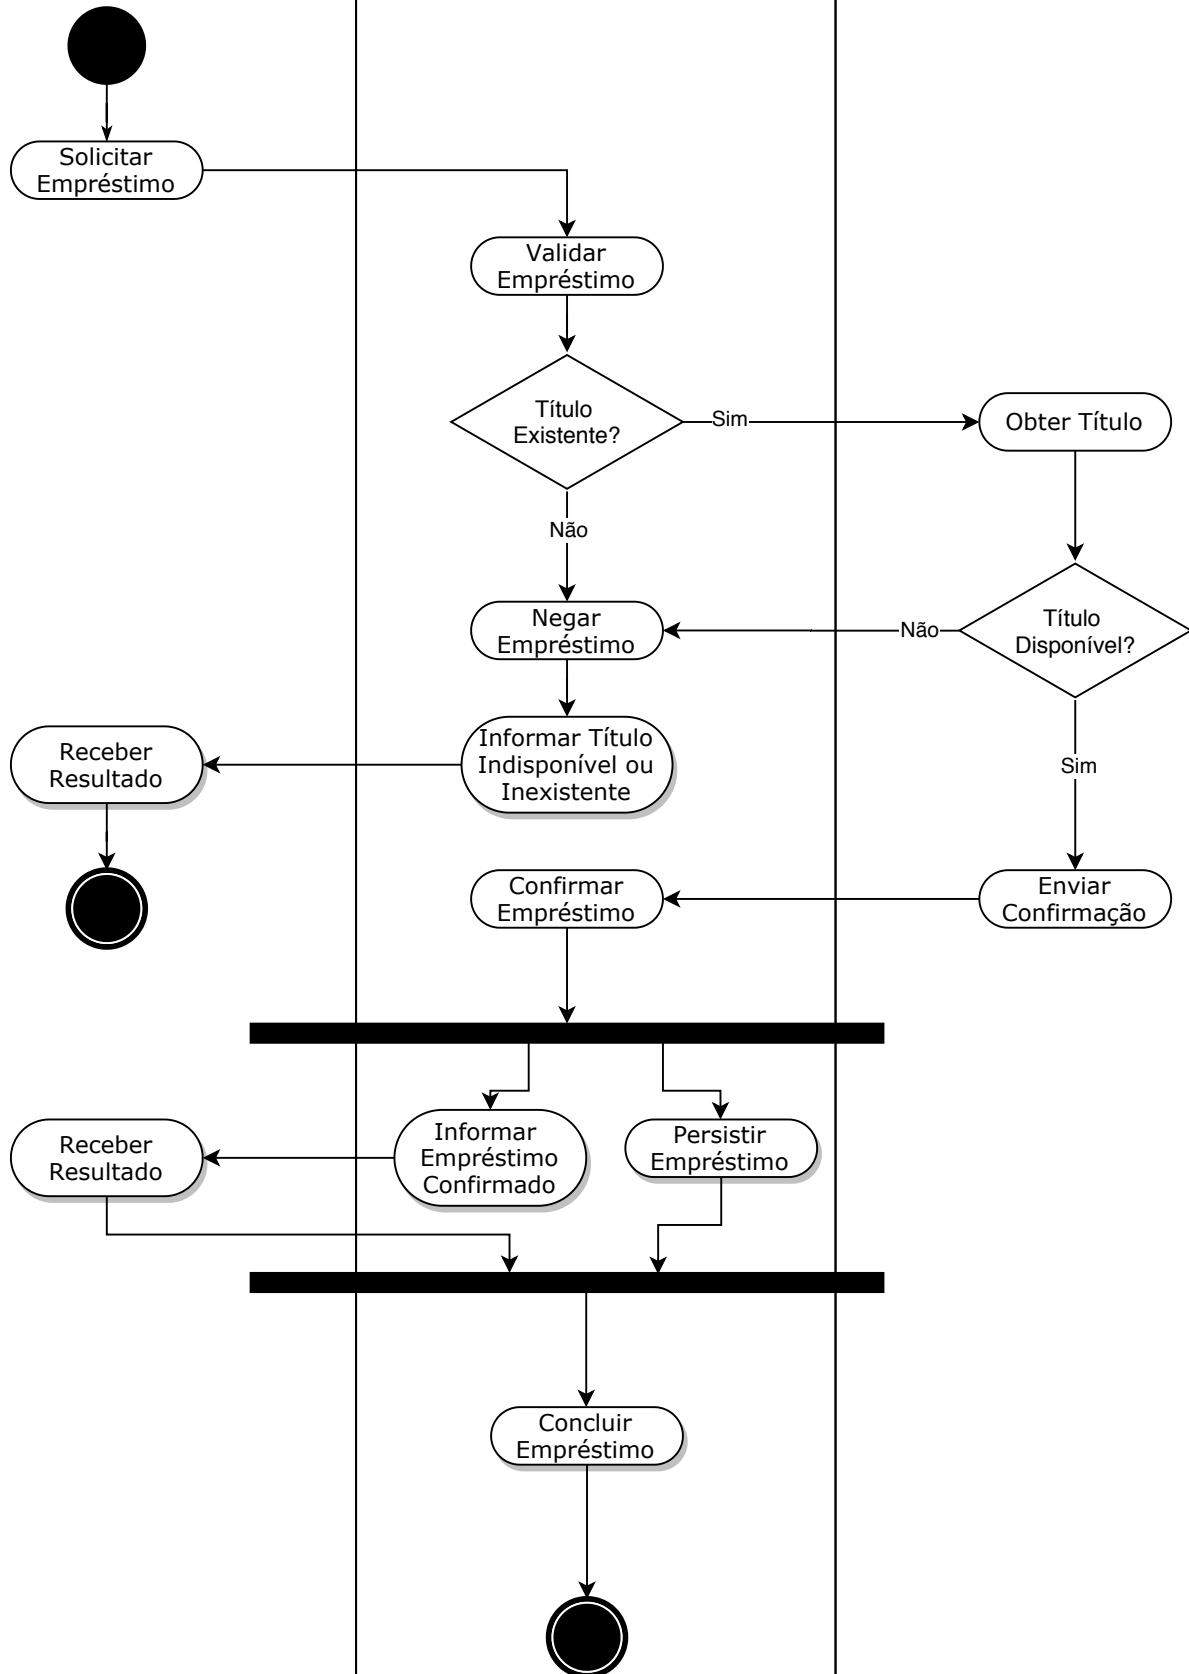 Solicitar
Empréstimo
Validar
Empréstimo
Título
Existente?
Sim
Obter Título
Não
Negar
Empréstimo
Não
Título
Disponível?
Receber
Resultado
Informar Título
Indisponível ou
Inexistente
Sim
Confirmar
Empréstimo
Enviar
Confirmação
Receber
Resultado
Informar
Empréstimo
Confirmado
Persistir
Empréstimo
Concluir
Empréstimo